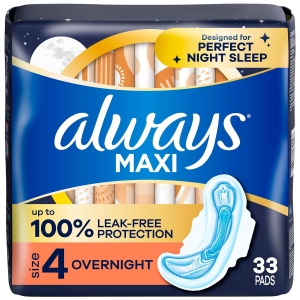 Designed for
PERFECT
NIGHT SLEEP
always
MAXI
up to
100% LEAK-FREE
PROTECTION
size 4 OVERNIGHT
33
PADS